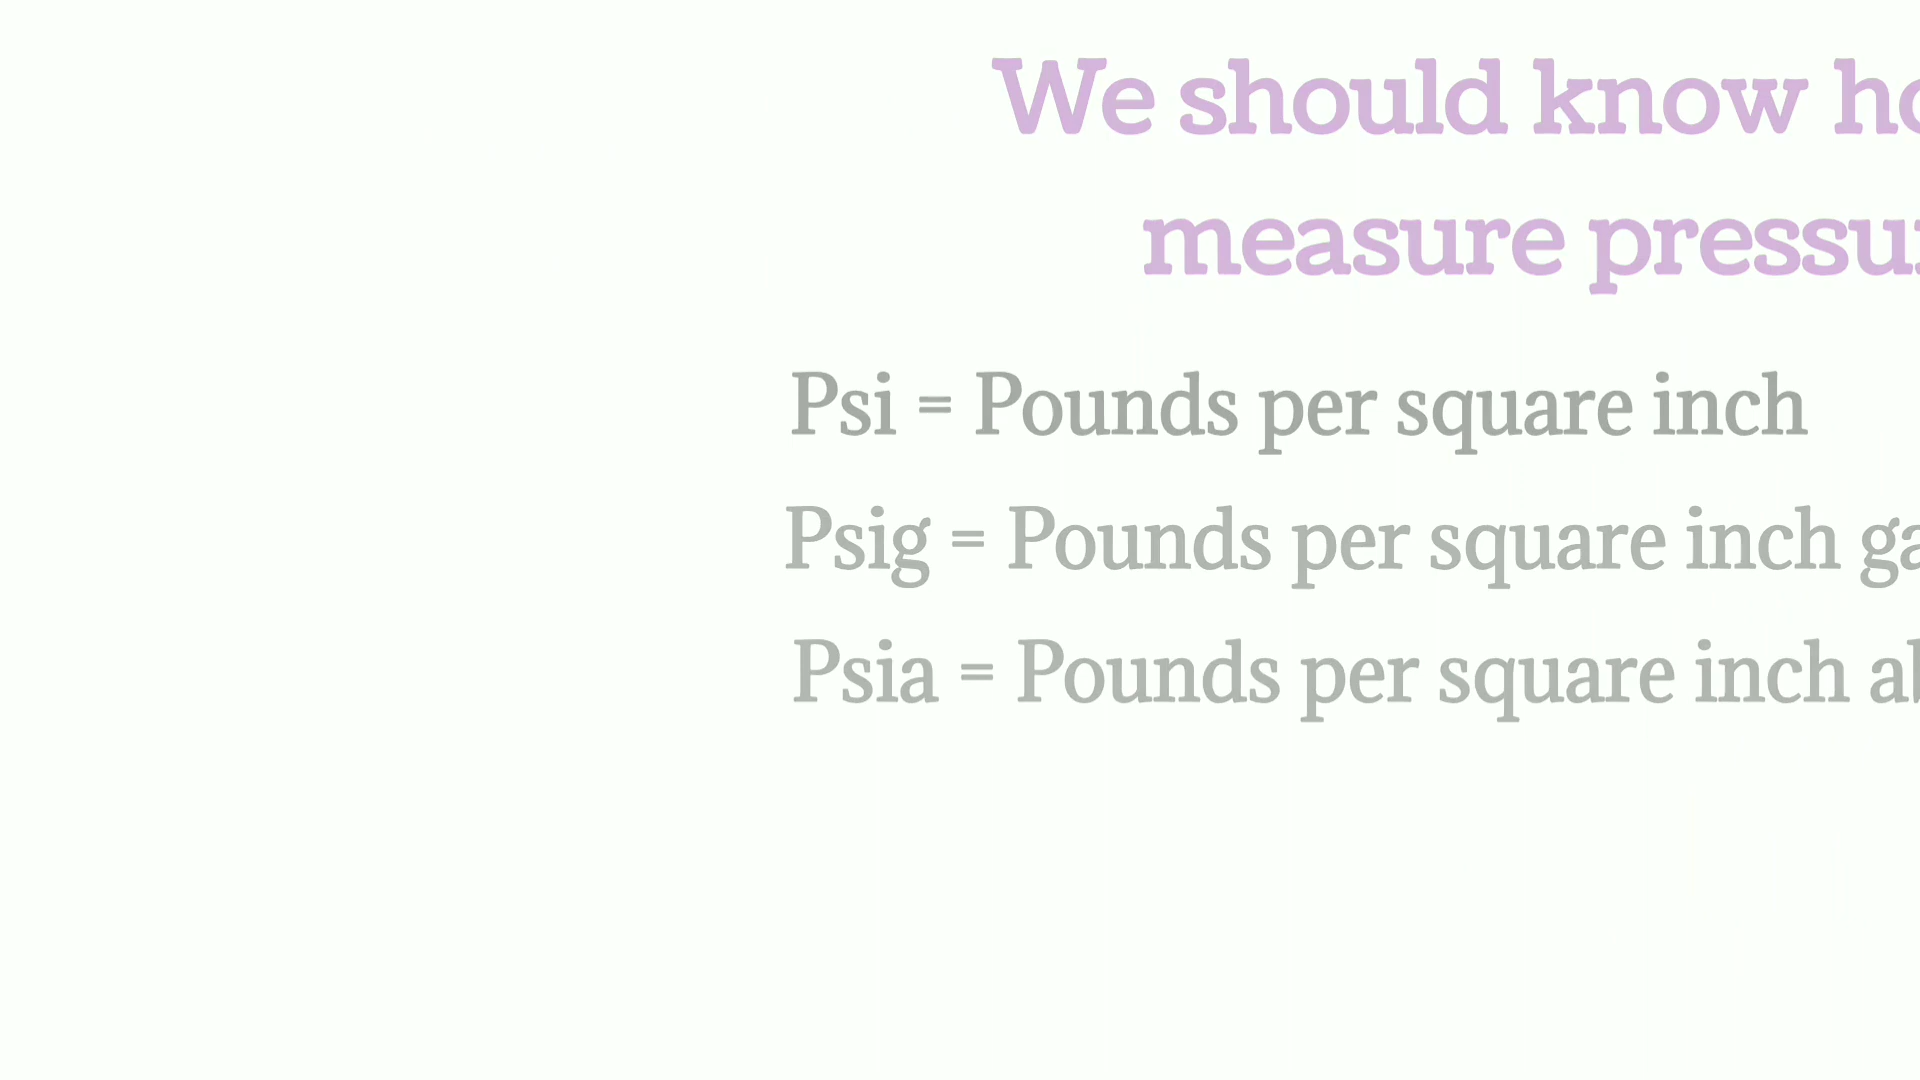 We should know
measure
Psi = Pounds per square inch
Psig = Pounds per square inch
Psia = Pounds per square inch